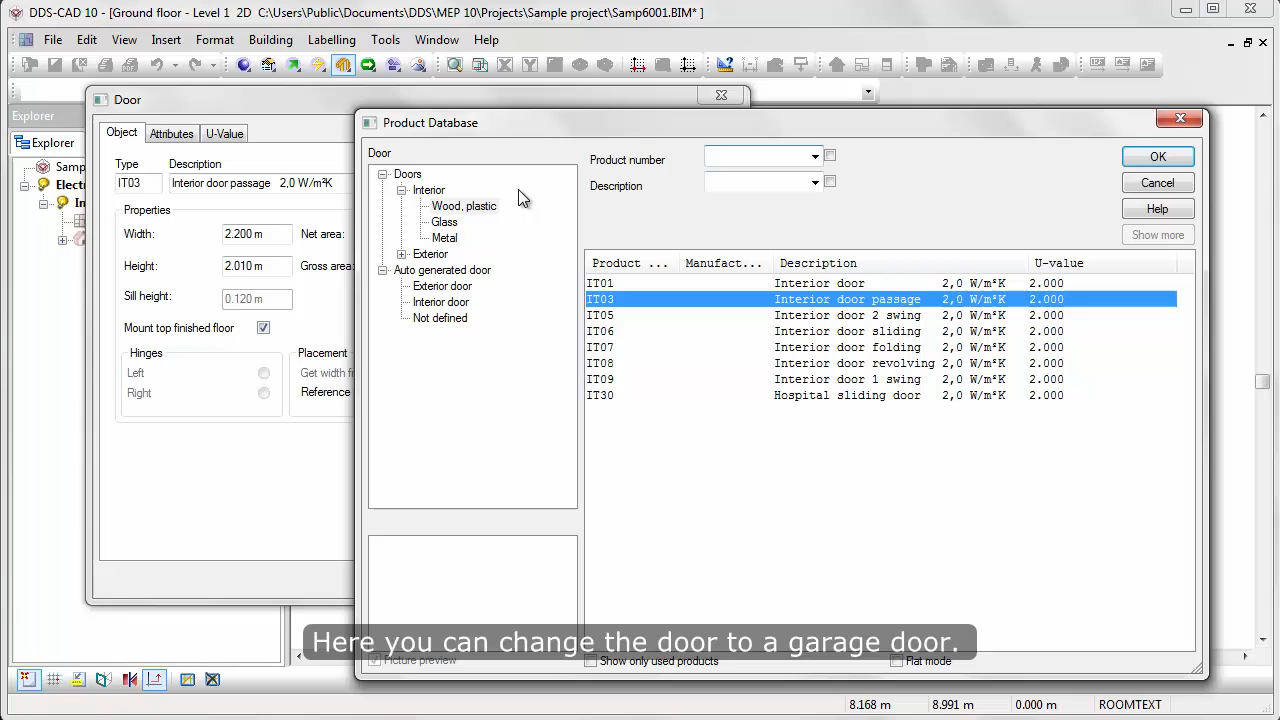 DDS-CAD 10 - [Ground floor - Level 1  2D  C:\Users\Public\Documents\DDS\MEP 10\Projects\Sample project\Samp6001.BIM* ]
File Edit View Insert Format Building Labelling Tools Window Help
Explorer
Explorer
Samp
Electr
In
Door
Object Attributes U-Value
Type Description
IT03 Interior door passage 2,0 W/m²K
Properties
Width: 2.200 m Net area:
Height: 2.010 m Gross area:
Sill height: 0.120 m
Mount top finished floor
Hinges Placement
Left Get width fr
Right Reference
Product Database
Door
Doors
Interior
Wood, plastic
Glass
Metal
Exterior
Auto generated door
Exterior door
Interior door
Not defined
Product number
Description
OK
Cancel
Help
Show more
Product ... Manufact... Description U-value
IT01 Interior door 2,0 W/m²K 2.000
IT03 Interior door passage 2,0 W/m²K 2.000
IT05 Interior door 2 swing 2,0 W/m²K 2.000
IT06 Interior door sliding 2,0 W/m²K 2.000
IT07 Interior door folding 2,0 W/m²K 2.000
IT08 Interior door revolving 2,0 W/m²K 2.000
IT09 Interior door 1 swing 2,0 W/m²K 2.000
IT30 Hospital sliding door 2,0 W/m²K 2.000
Here you can change the door to a garage door.
Picture preview Show only used products Flat mode
8.168 m 8.991 m 0.000 m ROOMTEXT